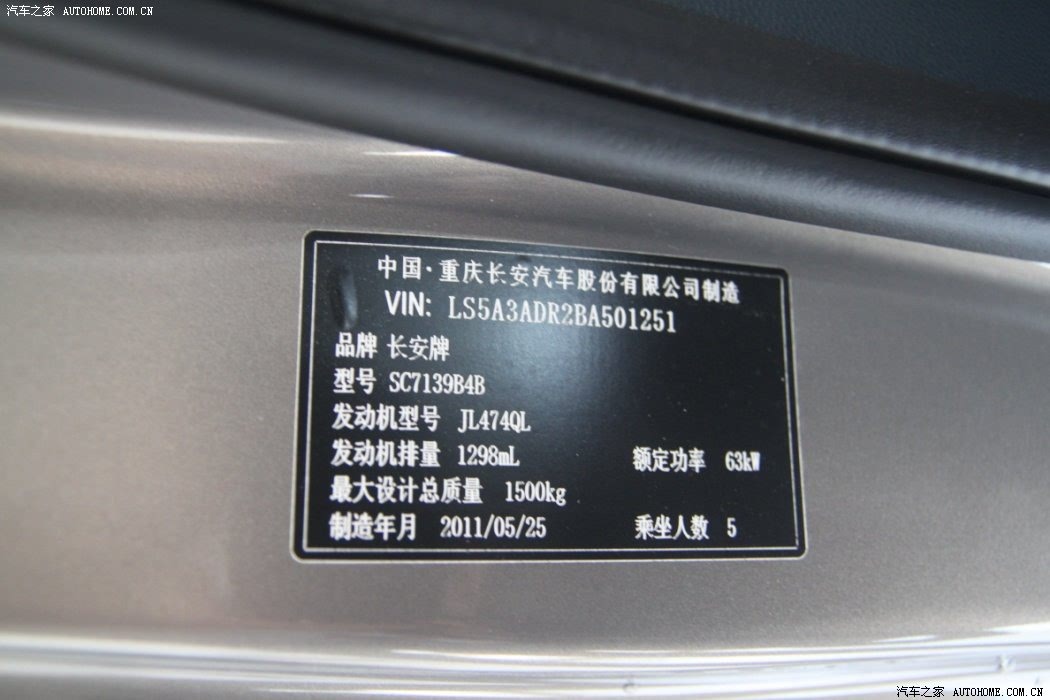 汽车之家 AUTOHOME.COM.CN
中国·重庆长安汽车股份有限公司制造
VIN: LS5A3ADR2BA501251
品牌 长安牌
型号 SC7139B4B
发动机型号 JL474QL
发动机排量 1298mL 额定功率 63kW
最大设计总质量 1500kg
制造年月 2011/05/25 乘坐人数 5
汽车之家 AUTOHOME.COM.CN